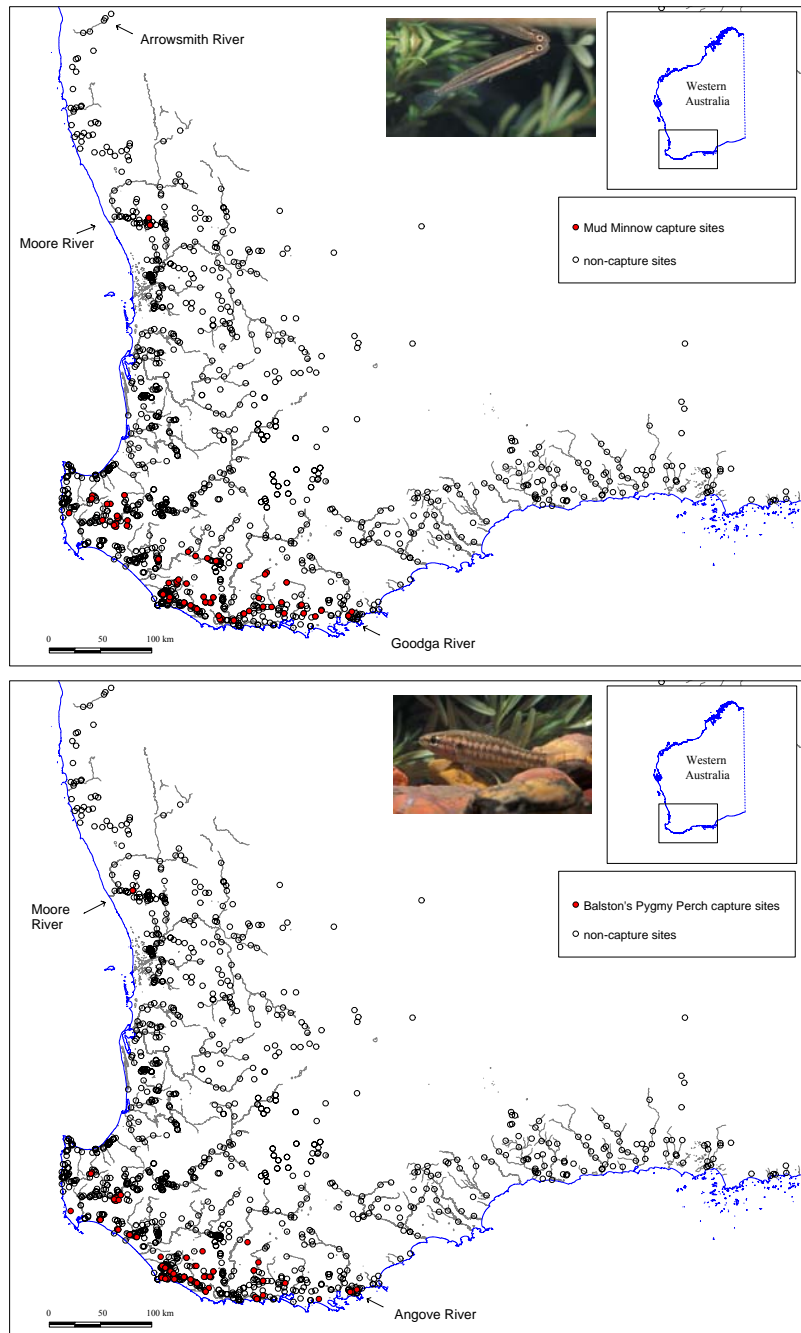 Arrowsmith River
Western
Australia
Mud Minnow capture sites
non-capture sites
Moore River
Goodga River
0 50 100 km
Western
Australia
Balston's Pygmy Perch capture sites
non-capture sites
Moore
River
Angove River
0 50 100 km